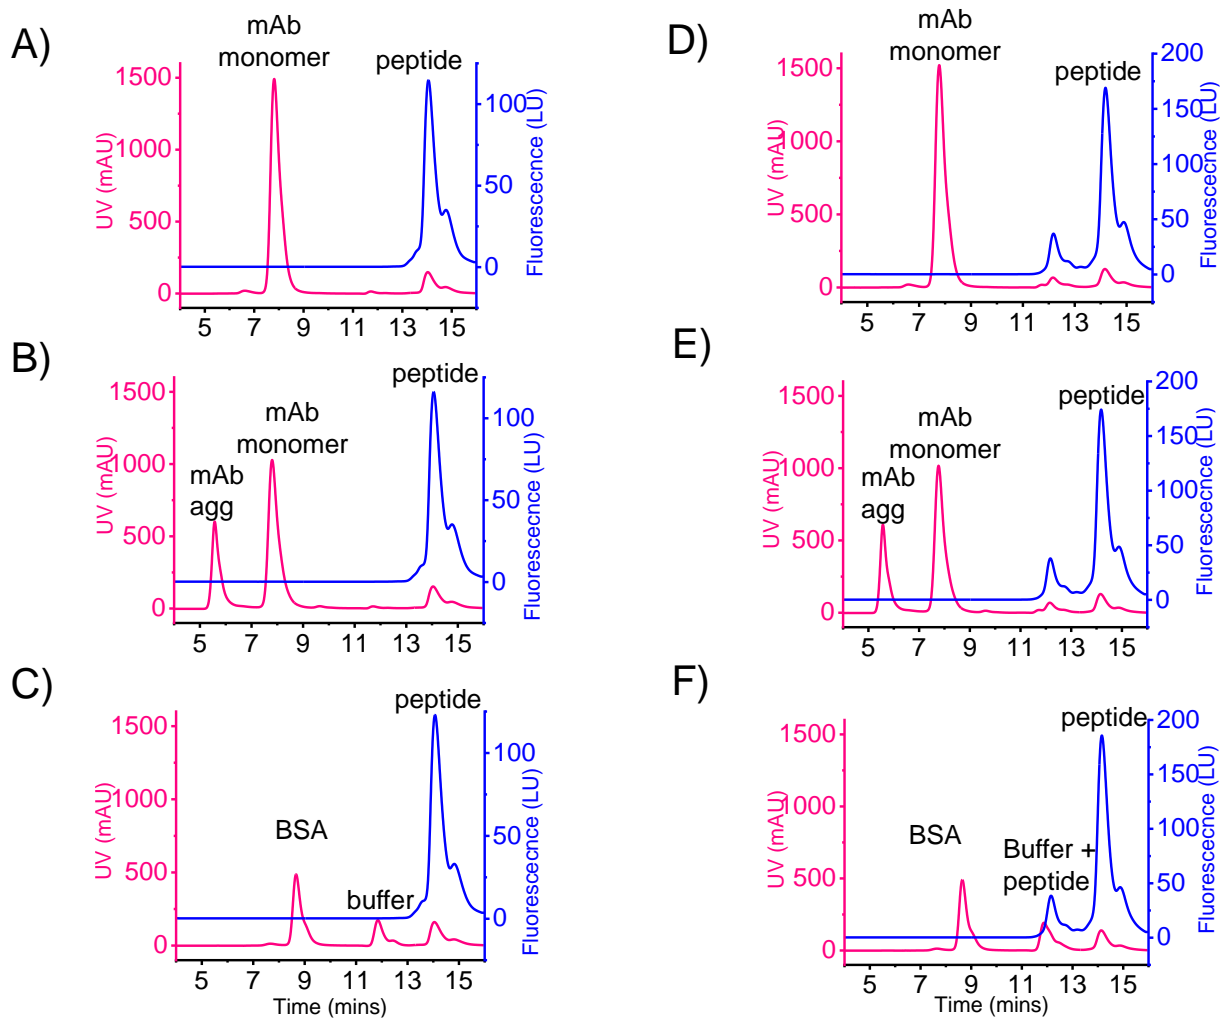 A)
mAb
monomer
peptide
1500
1000
500
0
UV (mAU)
100
50
0
Fluorescecnce (LU)
5 7 9 11 13 15
D)
mAb
monomer
peptide
1500
1000
500
0
UV (mAU)
200
150
100
50
0
Fluorescecnce (LU)
5 7 9 11 13 15
B)
mAb
agg
mAb
monomer
peptide
1500
1000
500
0
UV (mAU)
100
50
0
Fluorescecnce (LU)
5 7 9 11 13 15
E)
mAb
agg
mAb
monomer
peptide
1500
1000
500
0
UV (mAU)
200
150
100
50
0
Fluorescecnce (LU)
5 7 9 11 13 15
C)
BSA
buffer
peptide
1500
1000
500
0
UV (mAU)
100
50
0
Fluorescecnce (LU)
5 7 9 11 13 15
Time (mins)
F)
BSA
Buffer +
peptide
peptide
1500
1000
500
0
UV (mAU)
200
150
100
50
0
Fluorescecnce (LU)
5 7 9 11 13 15
Time (mins)